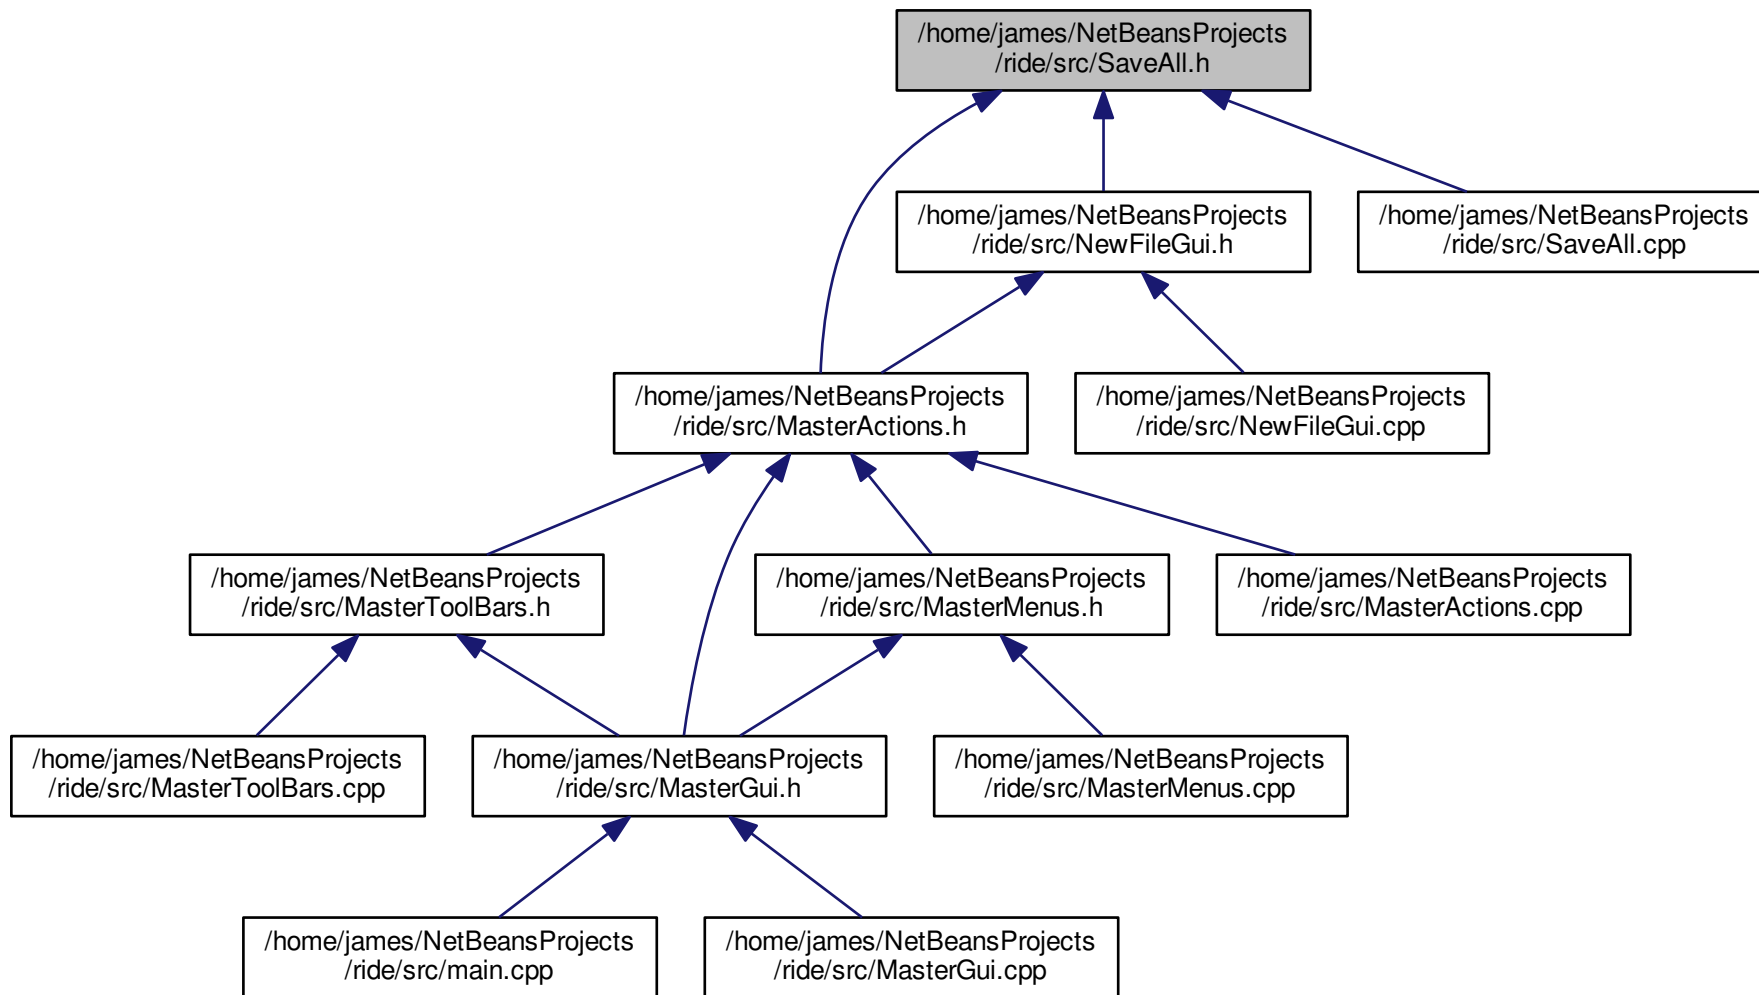 /home/james/NetBeansProjects
/ride/src/SaveAll.h
/home/james/NetBeansProjects
/ride/src/NewFileGui.h
/home/james/NetBeansProjects
/ride/src/SaveAll.cpp
/home/james/NetBeansProjects
/ride/src/MasterActions.h
/home/james/NetBeansProjects
/ride/src/NewFileGui.cpp
/home/james/NetBeansProjects
/ride/src/MasterToolBars.h
/home/james/NetBeansProjects
/ride/src/MasterMenus.h
/home/james/NetBeansProjects
/ride/src/MasterActions.cpp
/home/james/NetBeansProjects
/ride/src/MasterToolBars.cpp
/home/james/NetBeansProjects
/ride/src/MasterGui.h
/home/james/NetBeansProjects
/ride/src/MasterMenus.cpp
/home/james/NetBeansProjects
/ride/src/main.cpp
/home/james/NetBeansProjects
/ride/src/MasterGui.cpp